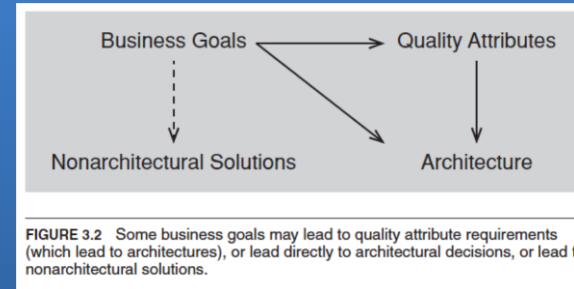 Business Goals
Quality Attributes
Nonarchitectural Solutions
Architecture
FIGURE 3.2 Some business goals may lead to quality attribute requirements
(which lead to architectures), or lead directly to architectural decisions, or lead
nonarchitectural solutions.